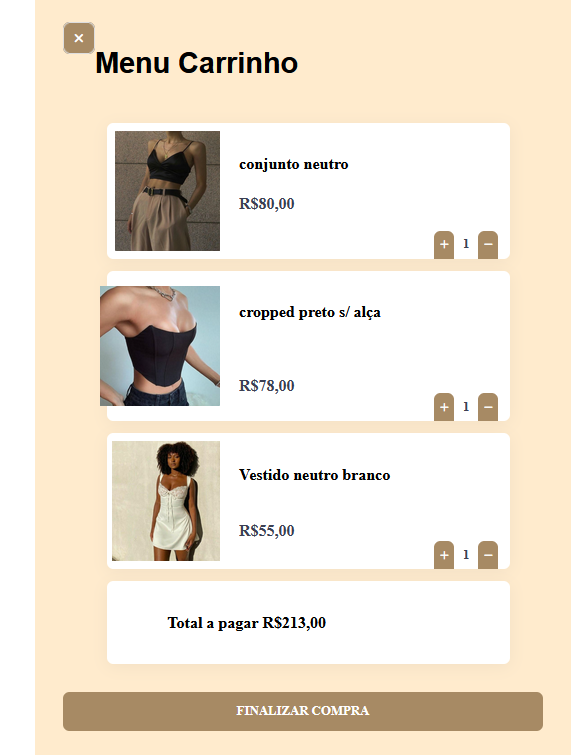 ×
Menu Carrinho
conjunto neutro
R$80,00
+ 1 −
cropped preto s/ alça
R$78,00
+ 1 −
Vestido neutro branco
R$55,00
+ 1 −
Total a pagar R$213,00
FINALIZAR COMPRA